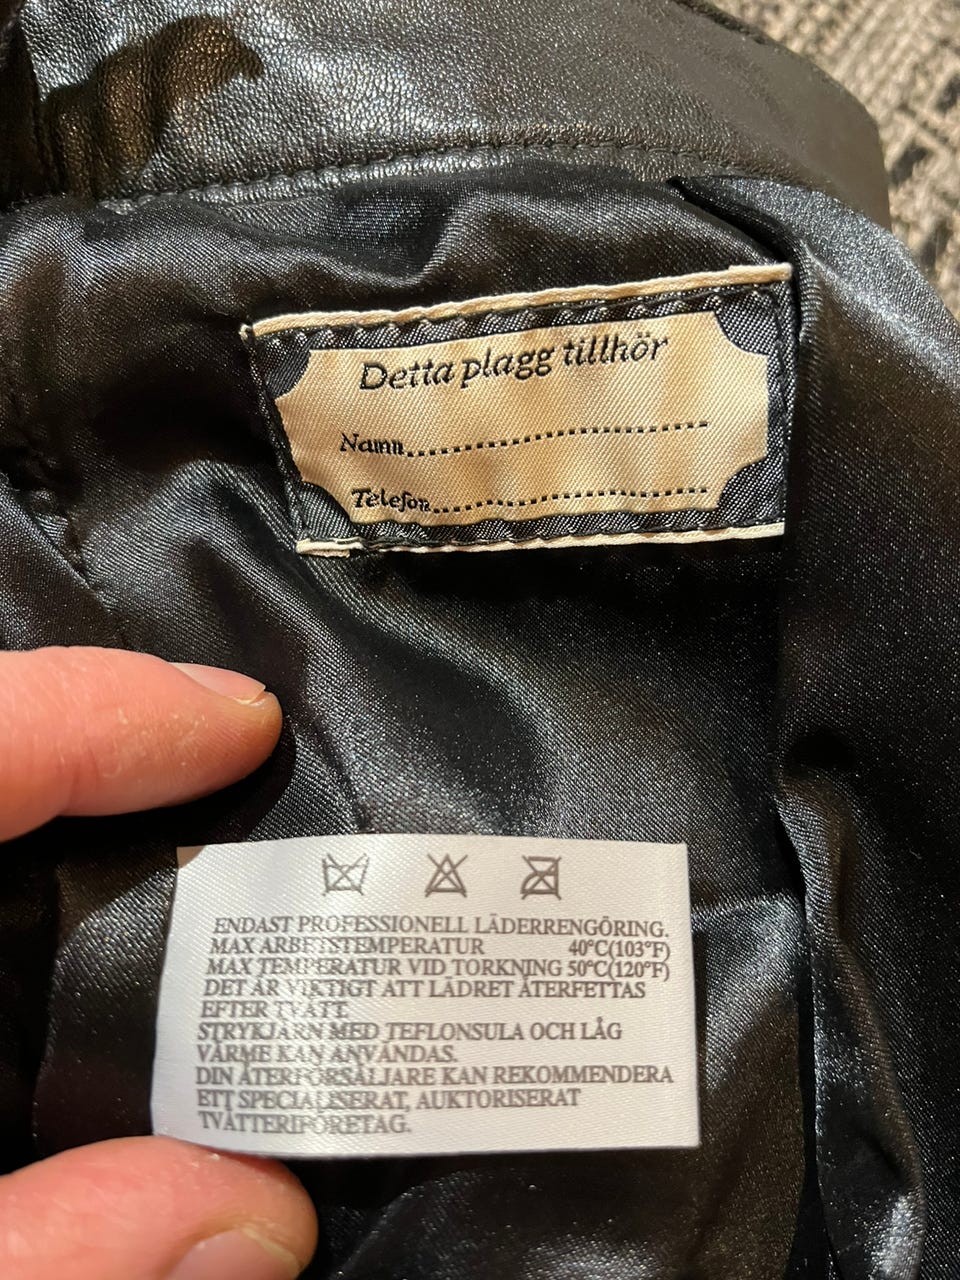 Detta plagg tillhör
Namn....................................
Telefon..................................
ENDAST PROFESSIONELL LÄDERRENGÖRING.
MAX ARBETSTEMPERATUR 40°C(103°F)
MAX TEMPERATUR VID TORKNING 50°C(120°F)
DET ÄR VIKTIGT ATT LÄDRET ÅTERFETTAS
EFTER TVÄTT.
STRYKJÄRN MED TEFLONSULA OCH LÅG
VÄRME KAN ANVÄNDAS.
DIN ÅTERFÖRSÄLJARE KAN REKOMMENDERA
ETT SPECIALISERAT, AUKTORISERAT
TVÄTTERIFÖRETAG.